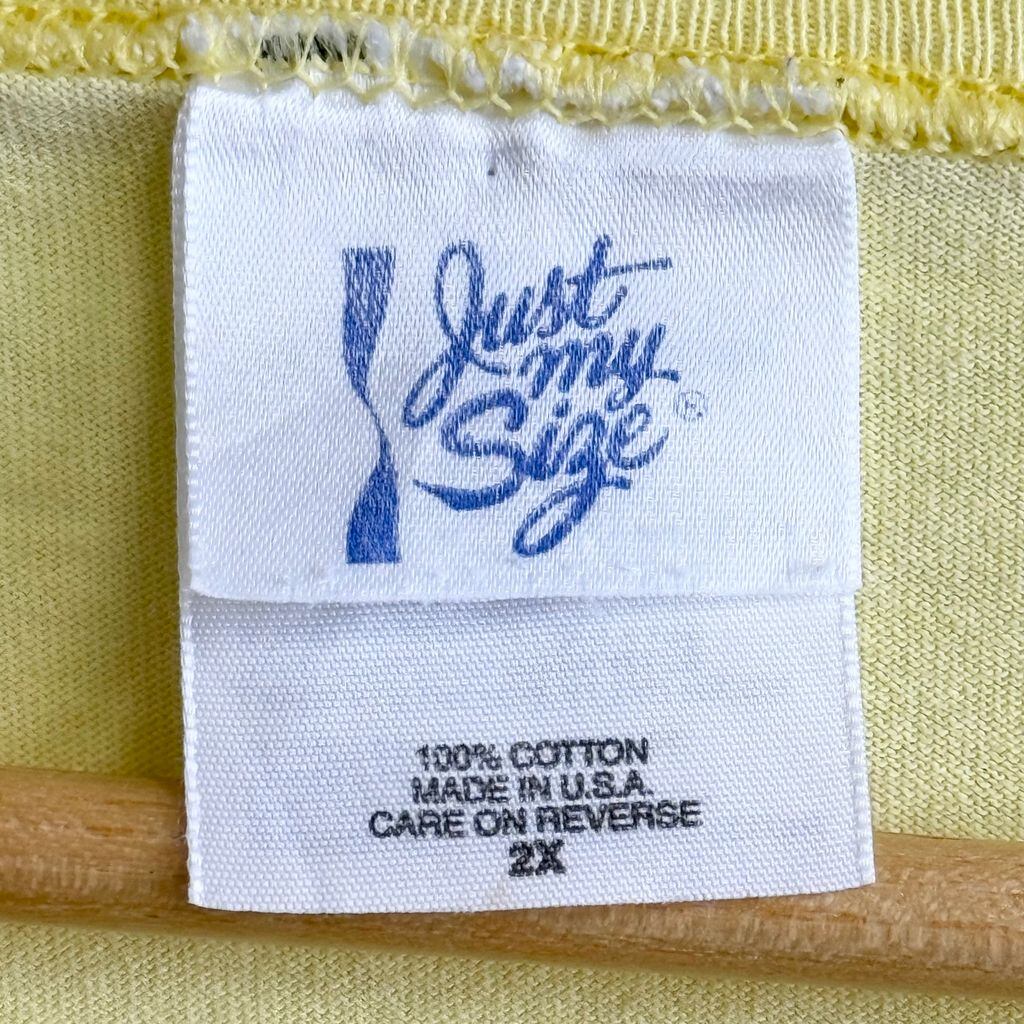 Just
my
Size ®
100% COTTON
MADE IN U.S.A.
CARE ON REVERSE
2X